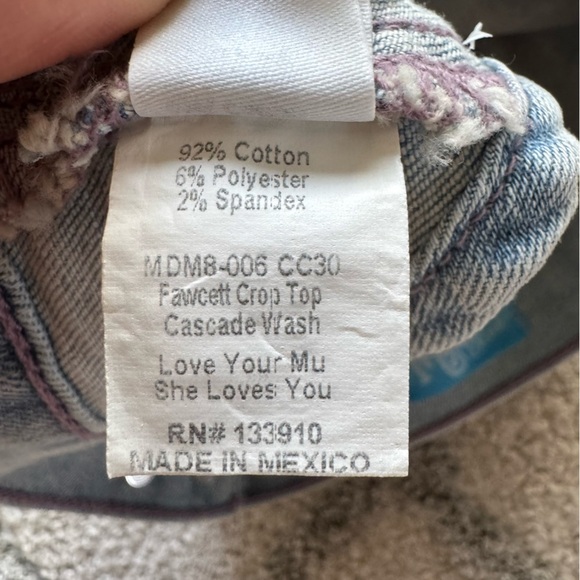 92% Cotton
6% Polyester
2% Spandex
MDM8-006 CC30
Fawcett Crop Top
Cascade Wash
Love Your Mu
She Loves You
RN# 133910
MADE IN MEXICO